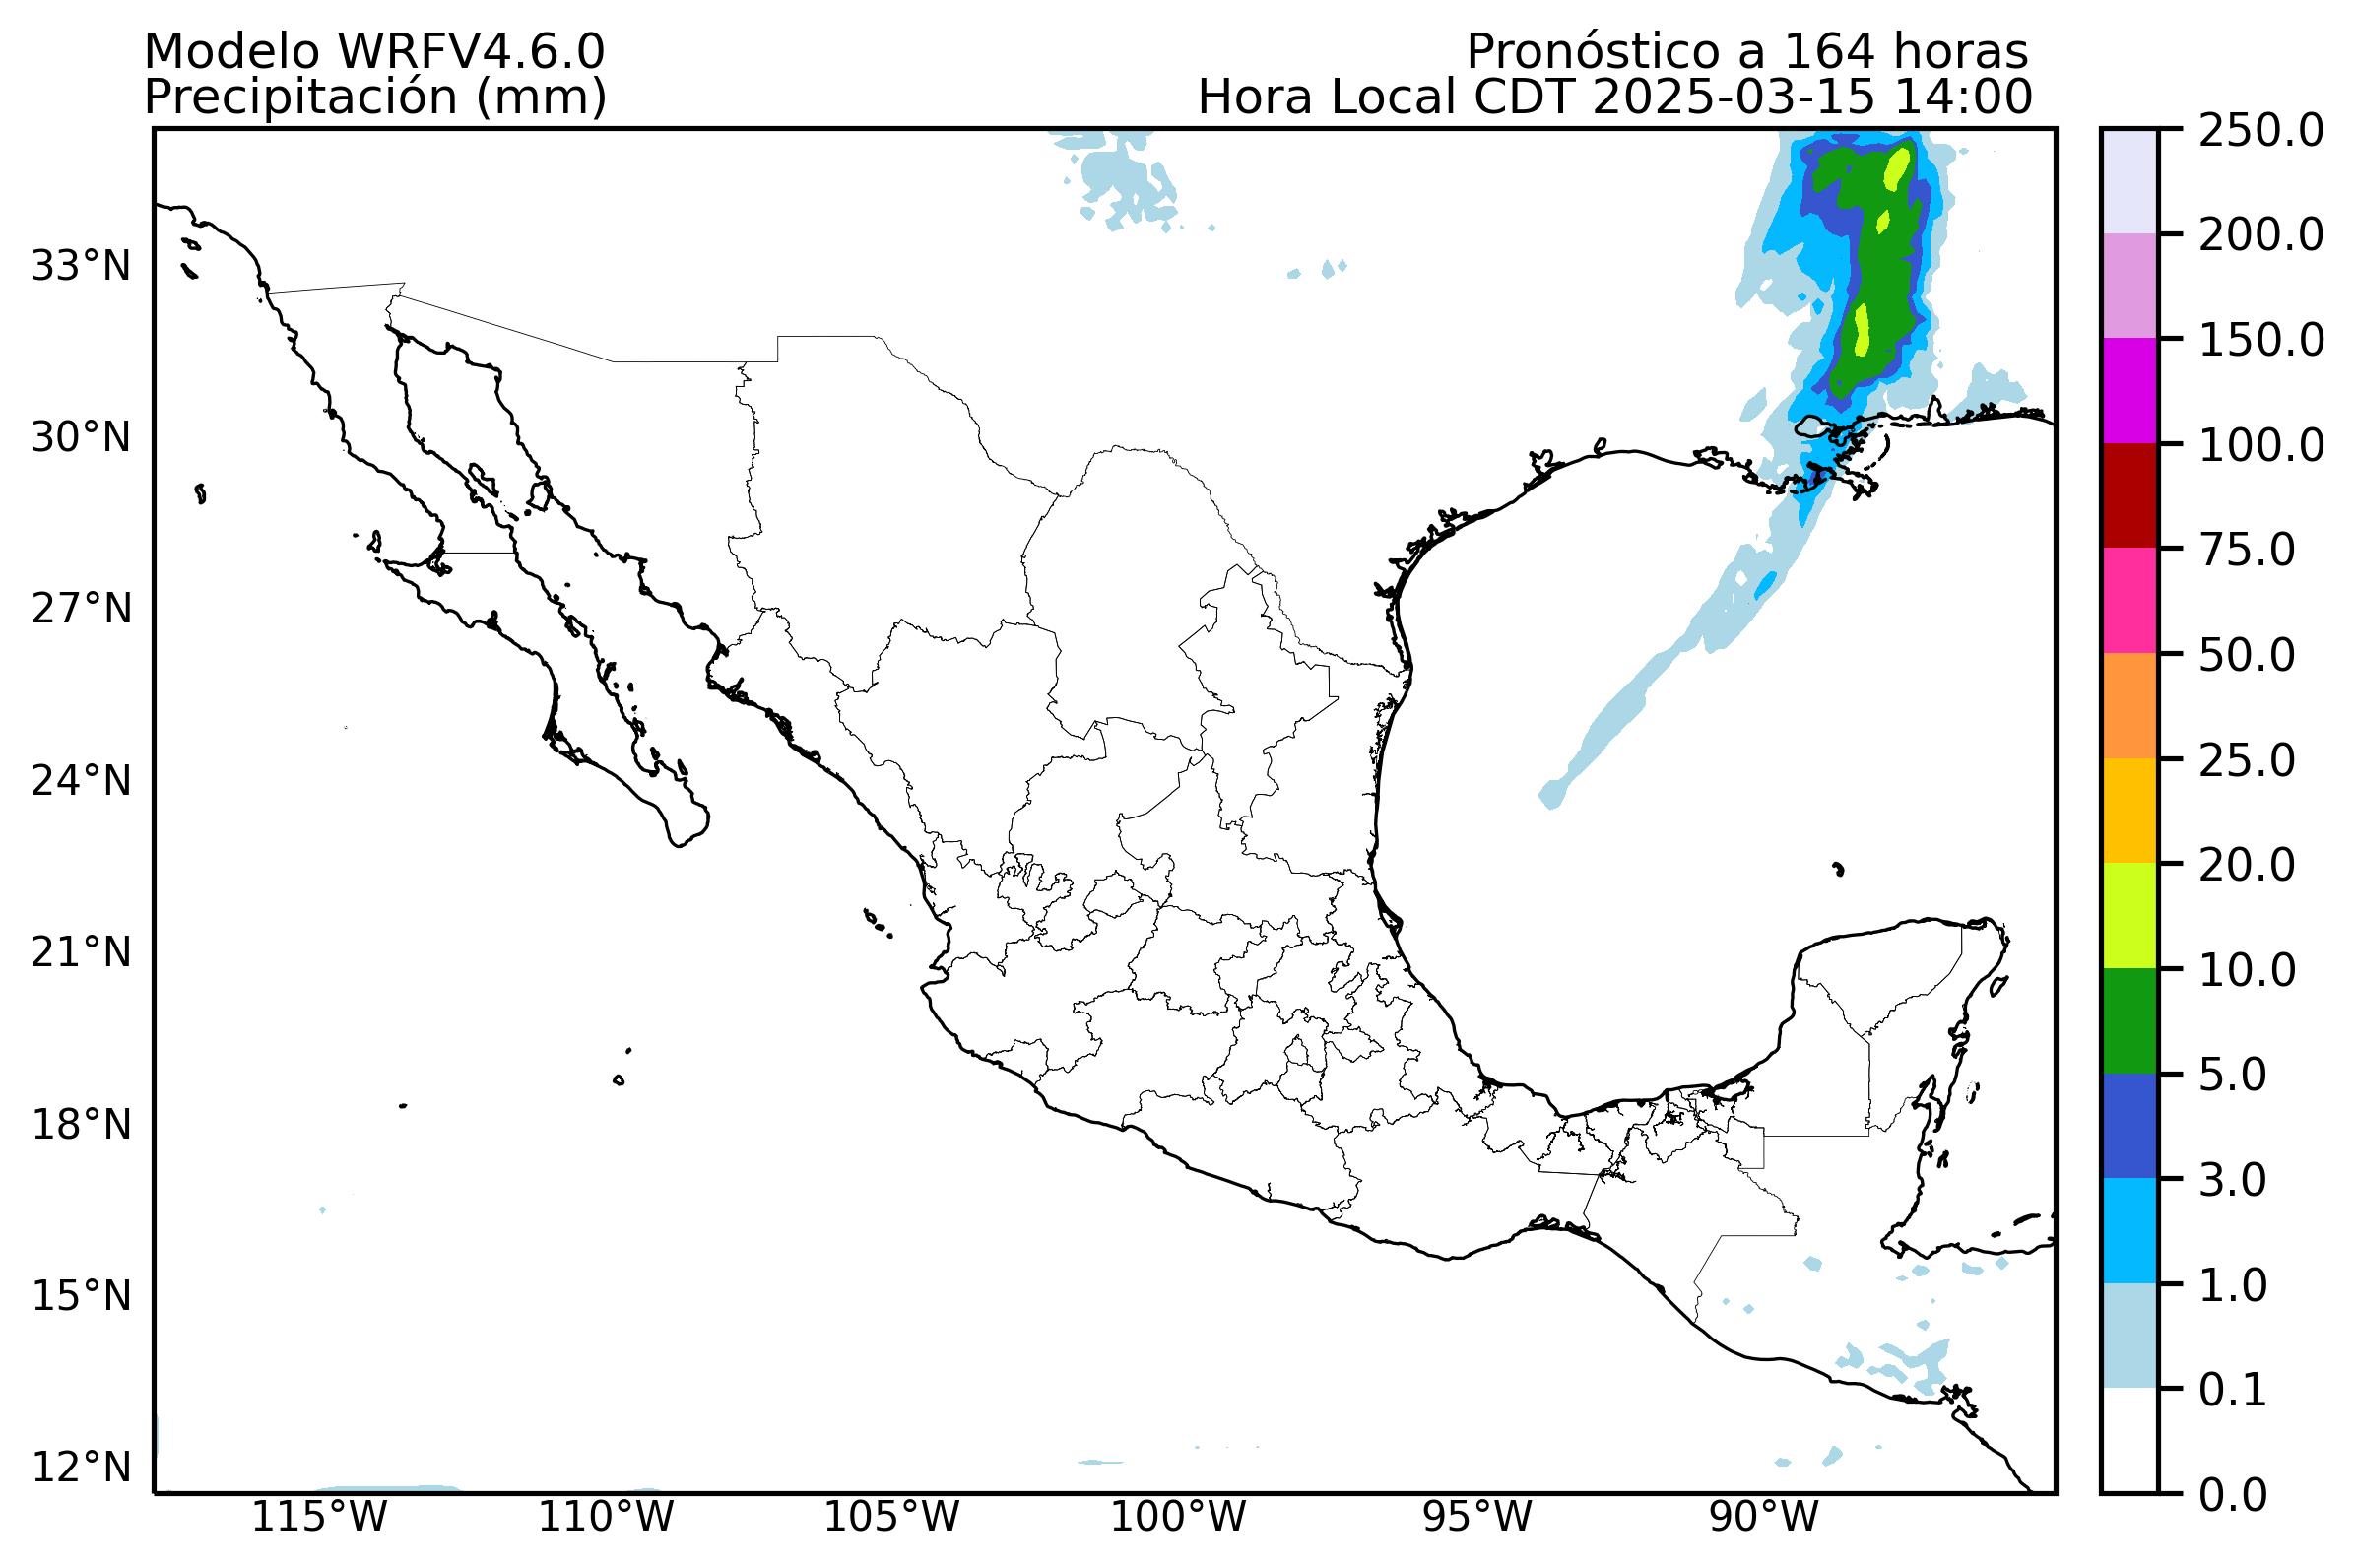 Modelo WRFV4.6.0
Precipitación (mm)
Pronóstico a 164 horas
Hora Local CDT 2025-03-15 14:00
33°N
30°N
27°N
24°N
21°N
18°N
15°N
12°N
115°W
110°W
105°W
100°W
95°W
90°W
250.0
200.0
150.0
100.0
75.0
50.0
25.0
20.0
10.0
5.0
3.0
1.0
0.1
0.0